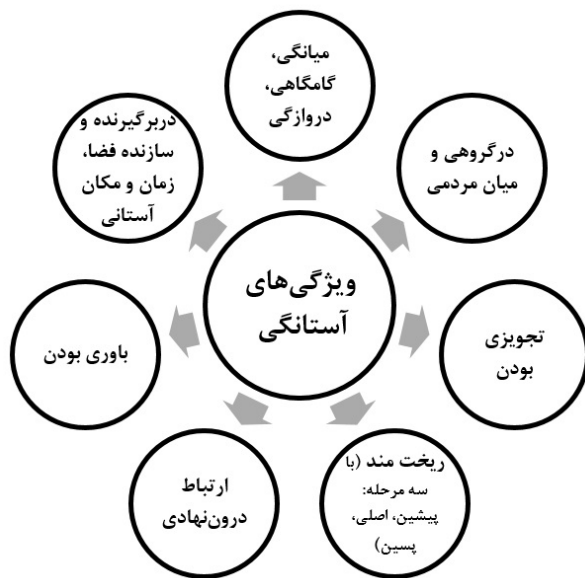 میانگی،
گامگاهی،
دروازگی
دربرگیرنده و
سازنده فضا،
زمان و مکان
آستانی
درگروهی و
میان مردمی
ویژگی‌های
آستانگی
باوری بودن
تجویزی
بودن
ارتباط
درون‌نهادی
ریخت مند (با
سه مرحله:
پیشین، اصلی،
پسین)